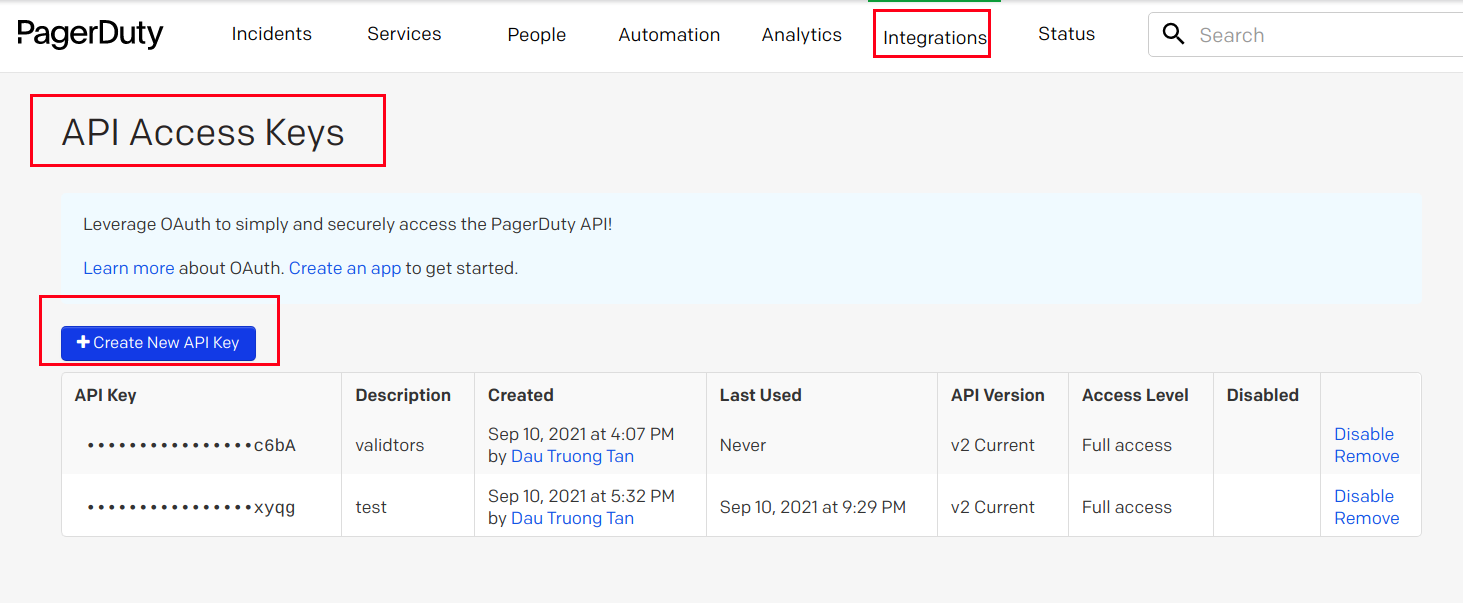 PagerDuty Incidents Services People Automation Analytics Integrations Status Search
API Access Keys
Leverage OAuth to simply and securely access the PagerDuty API!
Learn more about OAuth. Create an app to get started.
+ Create New API Key
API Key Description Created Last Used API Version Access Level Disabled
••••••••••••••••c6bA validtors Sep 10, 2021 at 4:07 PM by Dau Truong Tan Never v2 Current Full access Disable Remove
••••••••••••••••xyqg test Sep 10, 2021 at 5:32 PM by Dau Truong Tan Sep 10, 2021 at 9:29 PM v2 Current Full access Disable Remove